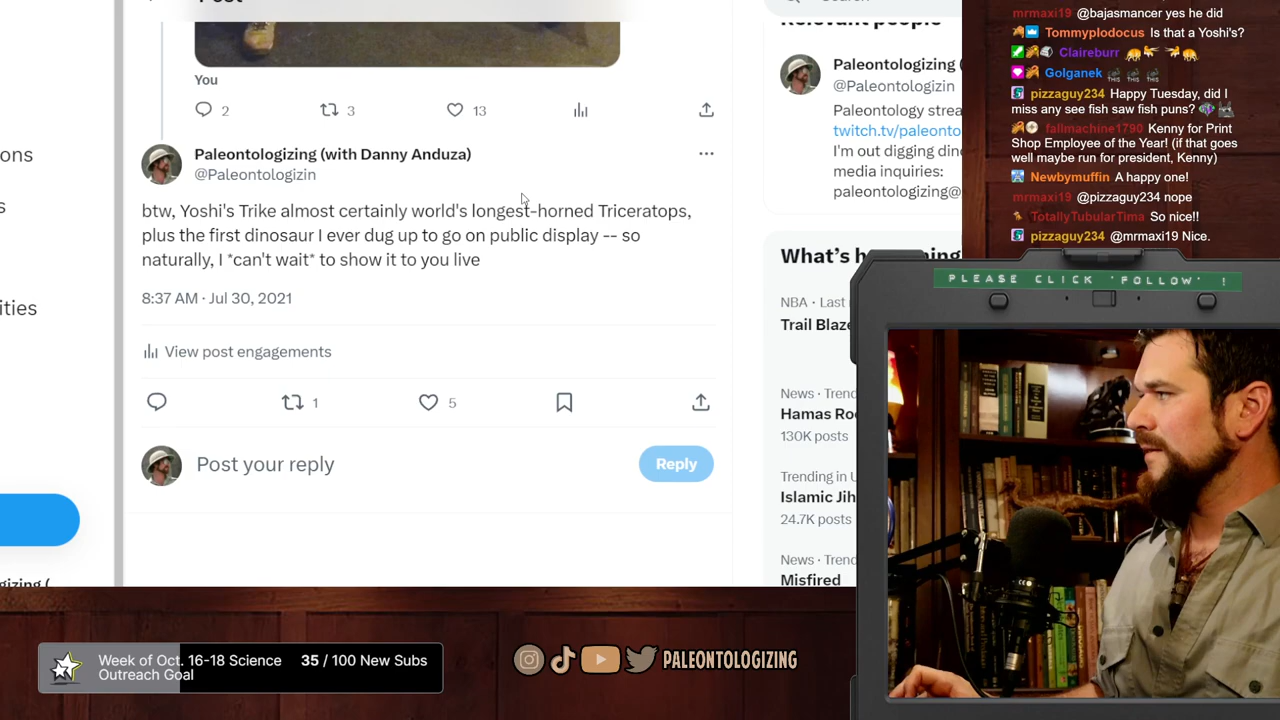 You
2
3
13
Paleontologizing (with Danny Anduza)
@Paleontologizin
btw, Yoshi's Trike almost certainly world's longest-horned Triceratops,
plus the first dinosaur I ever dug up to go on public display -- so
naturally, I *can't wait* to show it to you live
8:37 AM · Jul 30, 2021
View post engagements
1
5
Post your reply
Reply
ons
s
ities
Relevant people
Paleontologizing (
@Paleontologizin
Paleontology strea
twitch.tv/paleonto
I'm out digging din
media inquiries:
paleontologizing@
What's h
ning
NBA · Last
Trail Blaze
News · Trend
Hamas Ro
130K posts
Trending in U
Islamic Jih
24.7K posts
News · Trend
Misfired
mrmaxi19 @bajasmancer yes he did
Tommyplodocus Is that a Yoshi's?
Claireburr
Golganek THIS THIS THIS
pizzaguy234 Happy Tuesday, did I
miss any see fish saw fish puns?
fallmachine1790 Kenny for Print
Shop Employee of the Year! (if that goes
well maybe run for president, Kenny)
Newbymuffin A happy one!
mrmaxi19 @pizzaguy234 nope
TotallyTubularTima So nice!!
pizzaguy234 @mrmaxi19 Nice.
PLEASE CLICK 'FOLLOW' !
Week of Oct. 16-18 Science
Outreach Goal
35 / 100 New Subs
PALEONTOLOGIZING